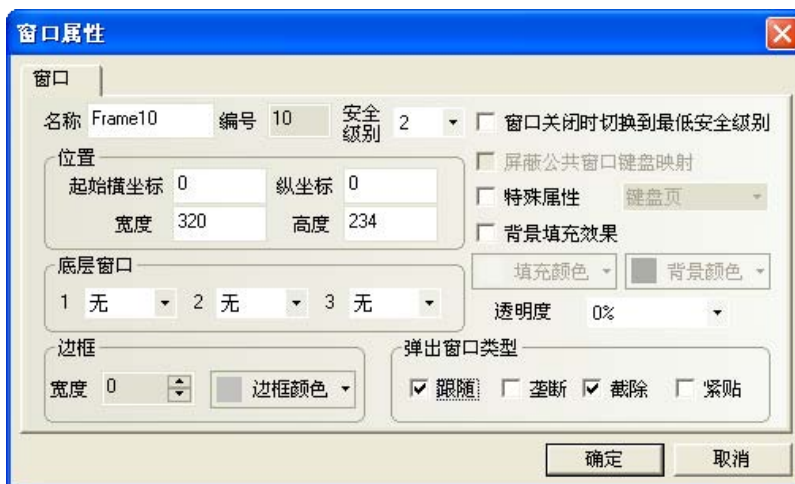 窗口属性
窗口
名称 Frame10 编号 10 安全级别 2 窗口关闭时切换到最低安全级别
位置 屏蔽公共窗口键盘映射
起始横坐标 0 纵坐标 0 特殊属性 键盘页
宽度 320 高度 234 背景填充效果
底层窗口 填充颜色 背景颜色
1 无 2 无 3 无 透明度 0%
边框 弹出窗口类型
宽度 0 边框颜色 跟随 垄断 截除 紧贴
确定 取消